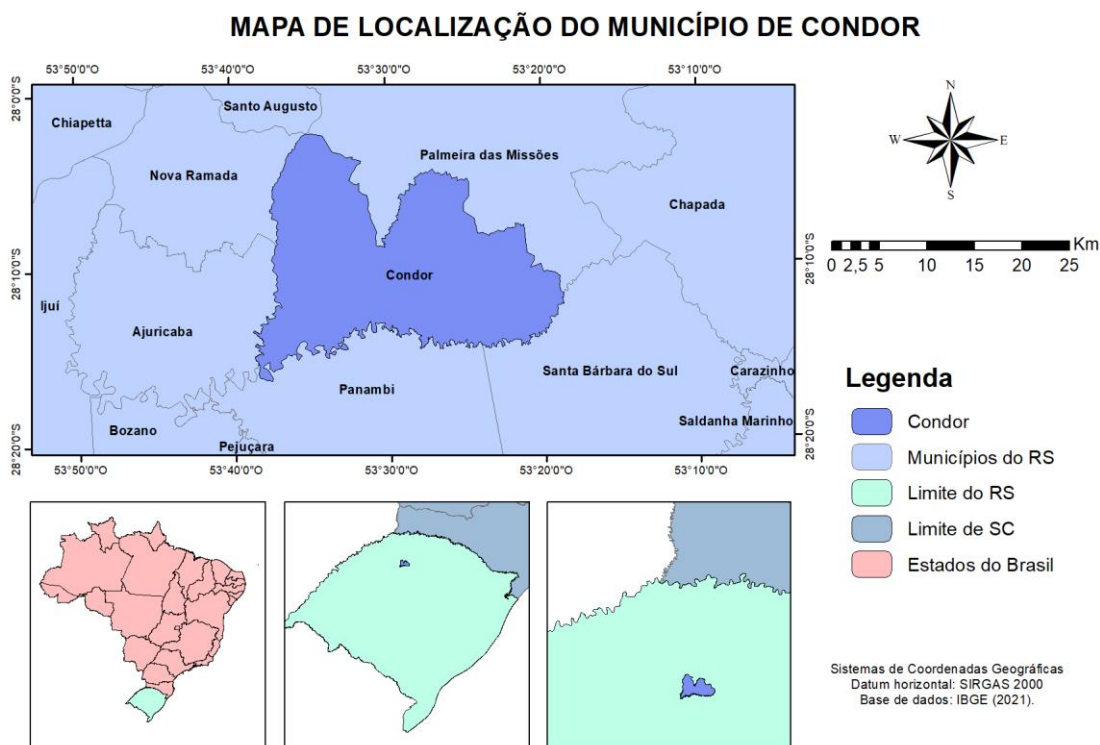 MAPA DE LOCALIZAÇÃO DO MUNICÍPIO DE CONDOR
53°50'0"O 53°40'0"O 53°30'0"O 53°20'0"O 53°10'0"O
28°0'0"S
28°10'0"S
28°20'0"S
Chiapetta
Santo Augusto
Nova Ramada
Palmeira das Missões
Chapada
Condor
Ijuí
Ajuricaba
Panambi
Santa Bárbara do Sul
Carazinho
Bozano
Pejuçara
Saldanha Marinho
28°10'0"S
28°20'0"S
53°50'0"O 53°40'0"O 53°30'0"O 53°20'0"O 53°10'0"O
N
W E
S
Km
0 2,5 5 10 15 20 25
Legenda
Condor
Municípios do RS
Limite do RS
Limite de SC
Estados do Brasil
Sistemas de Coordenadas Geográficas
Datum horizontal: SIRGAS 2000
Base de dados: IBGE (2021).